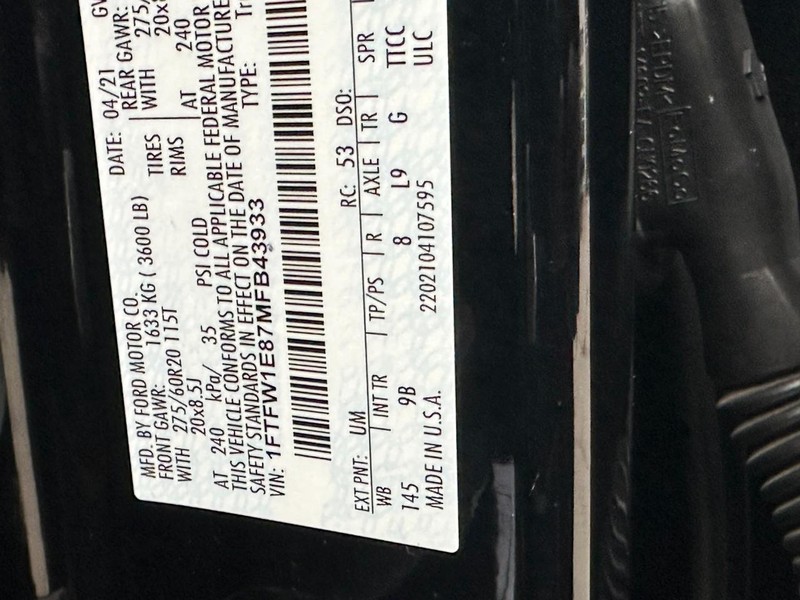 MFD. BY FORD MOTOR CO. DATE: 04/21 GV
FRONT GAWR: 1633 KG ( 3600 LB) REAR GAWR:
WITH 275/60R20 115T TIRES WITH 275/
20x8.5J RIMS 20x8
AT 240 kPa/ 35 PSI COLD AT 240
THIS VEHICLE CONFORMS TO ALL APPLICABLE FEDERAL MOTOR
SAFETY STANDARDS IN EFFECT ON THE DATE OF MANUFACTURE
VIN: 1FTFW1E87MFB43933 TYPE: Tr
EXT PNT: UM RC: 53 DSO:
WB INT TR TP/PS R AXLE TR SPR
145 9B 8 L9 G TTCC
MADE IN U.S.A. 2202104107595 ULC
FoMoCo